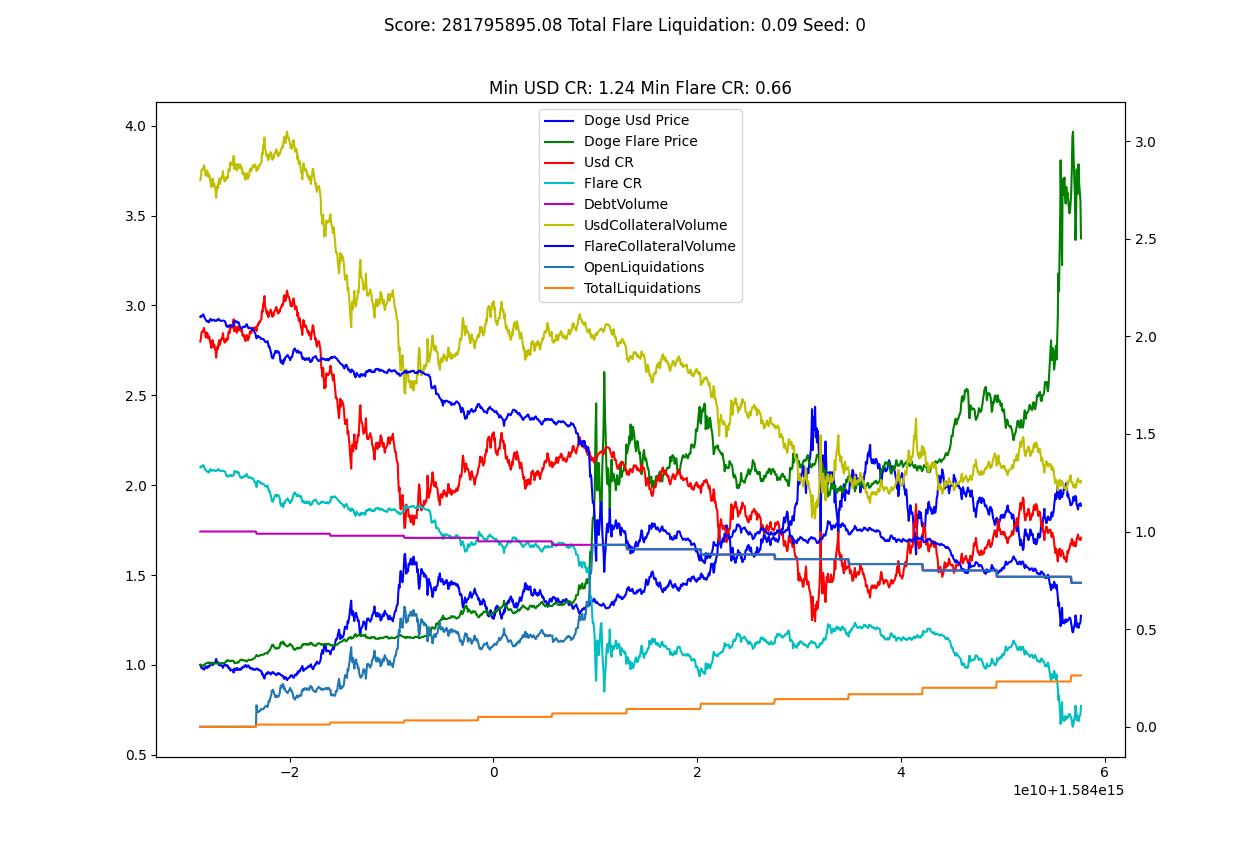 Score: 281795895.08 Total Flare Liquidation: 0.09 Seed: 0
Min USD CR: 1.24 Min Flare CR: 0.66
Doge Usd Price
Doge Flare Price
Usd CR
Flare CR
DebtVolume
UsdCollateralVolume
FlareCollateralVolume
OpenLiquidations
TotalLiquidations
4.0
3.5
3.0
2.5
2.0
1.5
1.0
0.5
3.0
2.5
2.0
1.5
1.0
0.5
0.0
−2
0
2
4
6
1e10+1.584e15